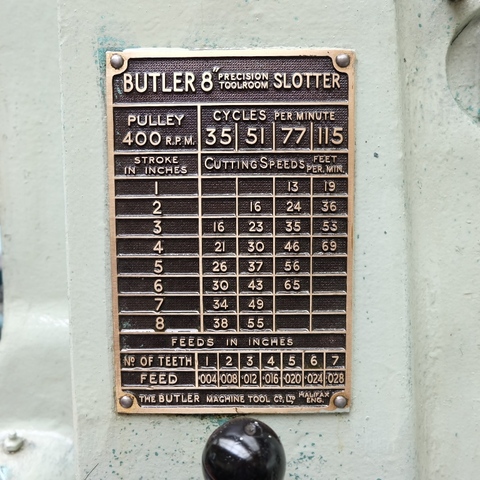 BUTLER 8" PRECISION TOOLROOM SLOTTER
PULLEY 400 R.P.M.
CYCLES PER MINUTE
35 51 77 115
STROKE IN INCHES
CUTTING SPEEDS FEET PER. MIN.
1 13 19
2 16 24 36
3 16 23 35 53
4 21 30 46 69
5 26 37 56
6 30 43 65
7 34 49
8 38 55
FEEDS IN INCHES
Nº OF TEETH 1 2 3 4 5 6 7
FEED ·004 ·008 ·012 ·016 ·020 ·024 ·028
THE BUTLER MACHINE TOOL Cº, Lᵀᴰ HALIFAX ENG.